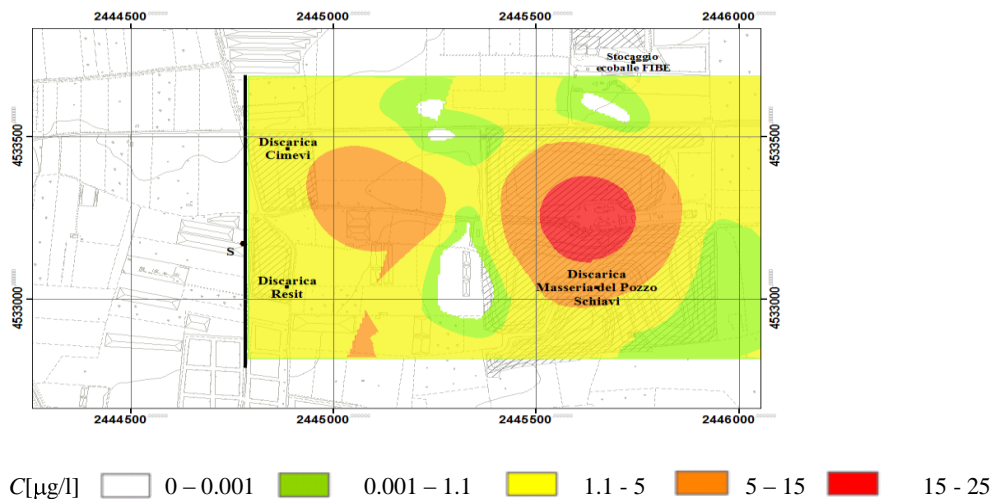 2444500 2445000 2445500 2446000
Stocaggio
ecoballe FIBE
4533500 4533500
Discarica
Cimevi
S
Discarica
Resit
Discarica
Masseria del Pozzo
Schiavi
4533000 4533000
2444500 2445000 2445500 2446000
C[µg/l] 0 – 0.001 0.001 – 1.1 1.1 - 5 5 – 15 15 - 25